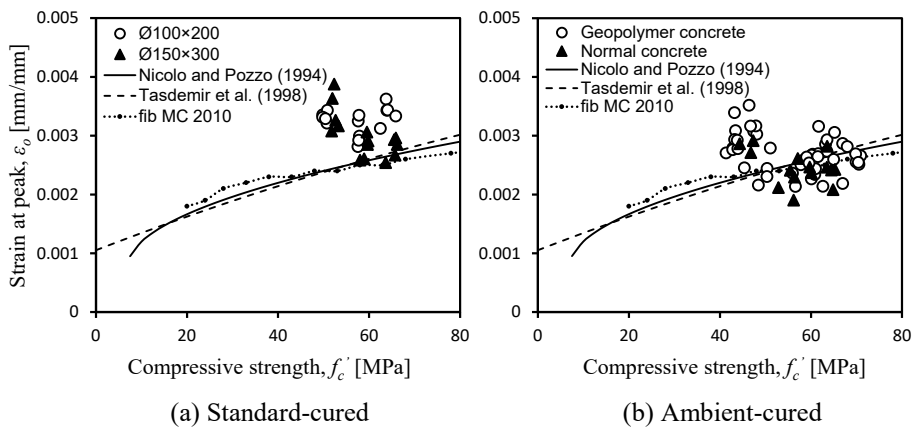 0.005
0.004
0.003
0.002
0.001
0
Strain at peak, εo [mm/mm]
Ø100×200
Ø150×300
Nicolo and Pozzo (1994)
Tasdemir et al. (1998)
fib MC 2010
0 20 40 60 80
Compressive strength, fc' [MPa]
(a) Standard-cured
0.005
0.004
0.003
0.002
0.001
0
Geopolymer concrete
Normal concrete
Nicolo and Pozzo (1994)
Tasdemir et al. (1998)
fib MC 2010
0 20 40 60 80
Compressive strength, fc' [MPa]
(b) Ambient-cured